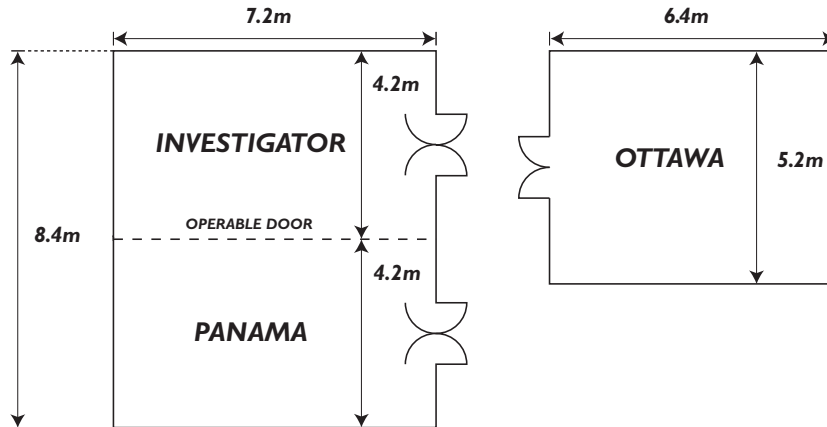 7.2m
6.4m
4.2m
INVESTIGATOR
OTTAWA
5.2m
OPERABLE DOOR
8.4m
4.2m
PANAMA